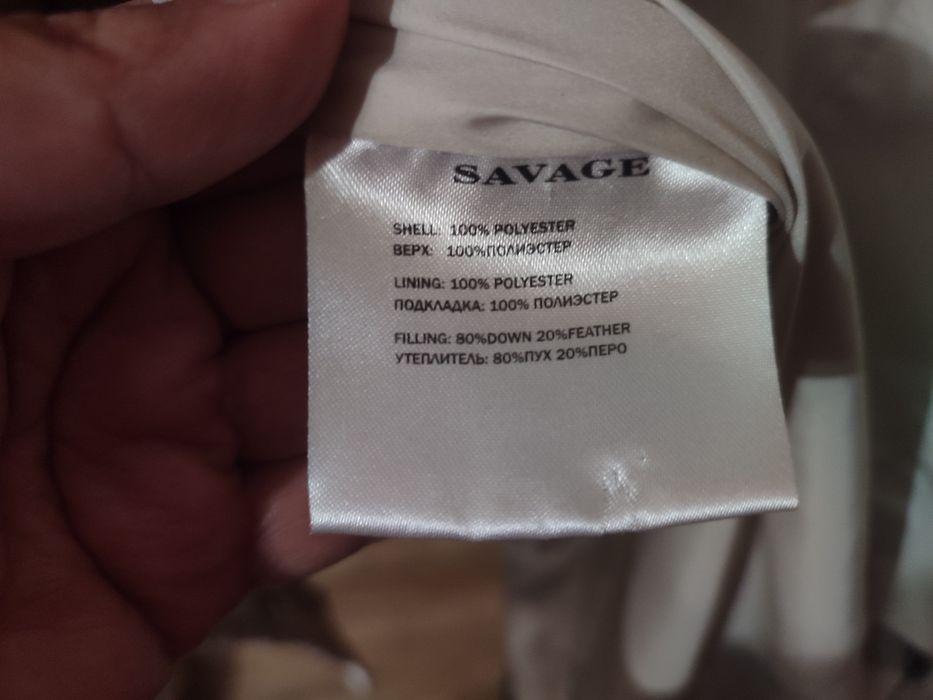 SAVAGE
SHELL: 100% POLYESTER
ВЕРХ: 100%ПОЛИЭСТЕР
LINING: 100% POLYESTER
ПОДКЛАДКА: 100% ПОЛИЭСТЕР
FILLING: 80%DOWN 20%FEATHER
УТЕПЛИТЕЛЬ: 80%ПУХ 20%ПЕРО